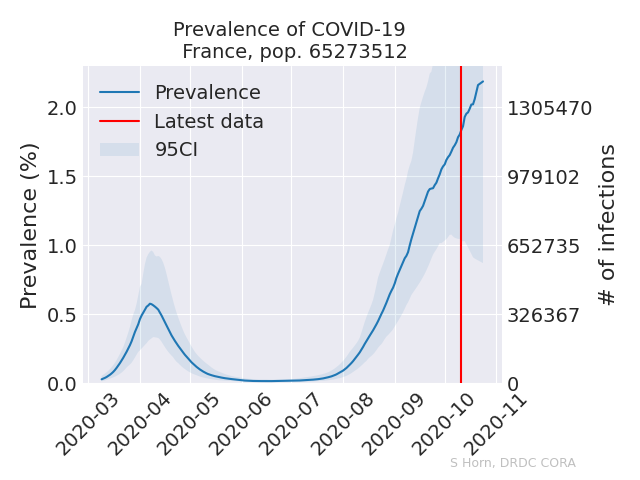 Prevalence of COVID-19
France, pop. 65273512
Prevalence
Latest data
95CI
Prevalence (%)
2.0
1.5
1.0
0.5
0.0
1305470
979102
652735
326367
0
# of infections
2020-03
2020-04
2020-05
2020-06
2020-07
2020-08
2020-09
2020-10
2020-11
S Horn, DRDC CORA